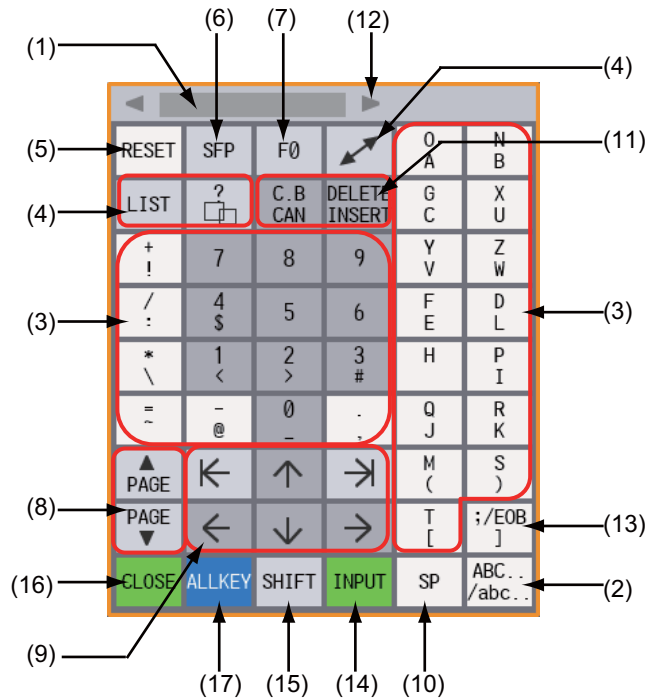 (6) (7) (12)
(1)
(4)
(5) RESET SFP F0 O N
A B
(11)
(4) LIST ? C.B DELETE G X
CAN INSERT C U
+ 7 8 9 Y Z
! V W
(3) / 4 5 6 F D (3)
: $ E L
* 1 2 3 H P
\ < > # I
= - 0 . Q R
~ @ _ , J K
▲ |← ↑ →| M S
PAGE ( )
(8) PAGE ← ↓ → T ;/EOB (13)
▼ [ ]
(16) CLOSE ALLKEY SHIFT INPUT SP ABC.. (2)
/abc..
(9) (17) (15) (14) (10)